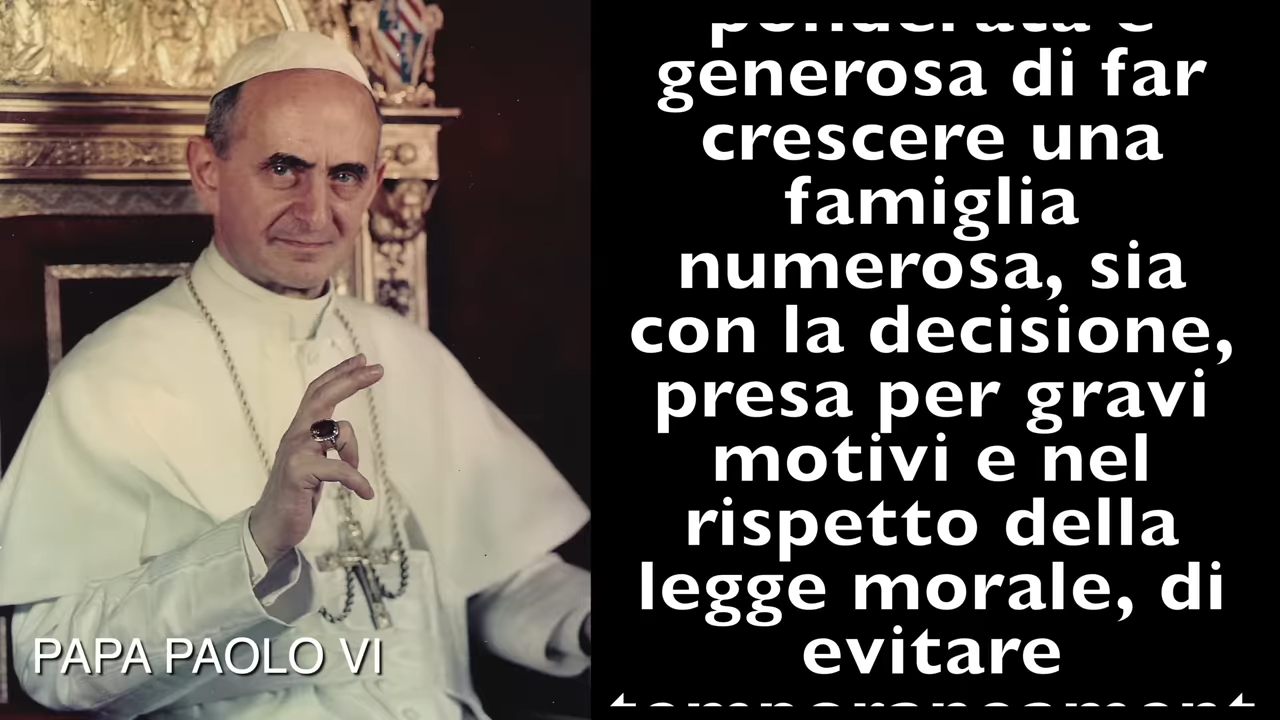 ponderata e
generosa di far
crescere una
famiglia
numerosa, sia
con la decisione,
presa per gravi
motivi e nel
rispetto della
legge morale, di
evitare
PAPA PAOLO VI